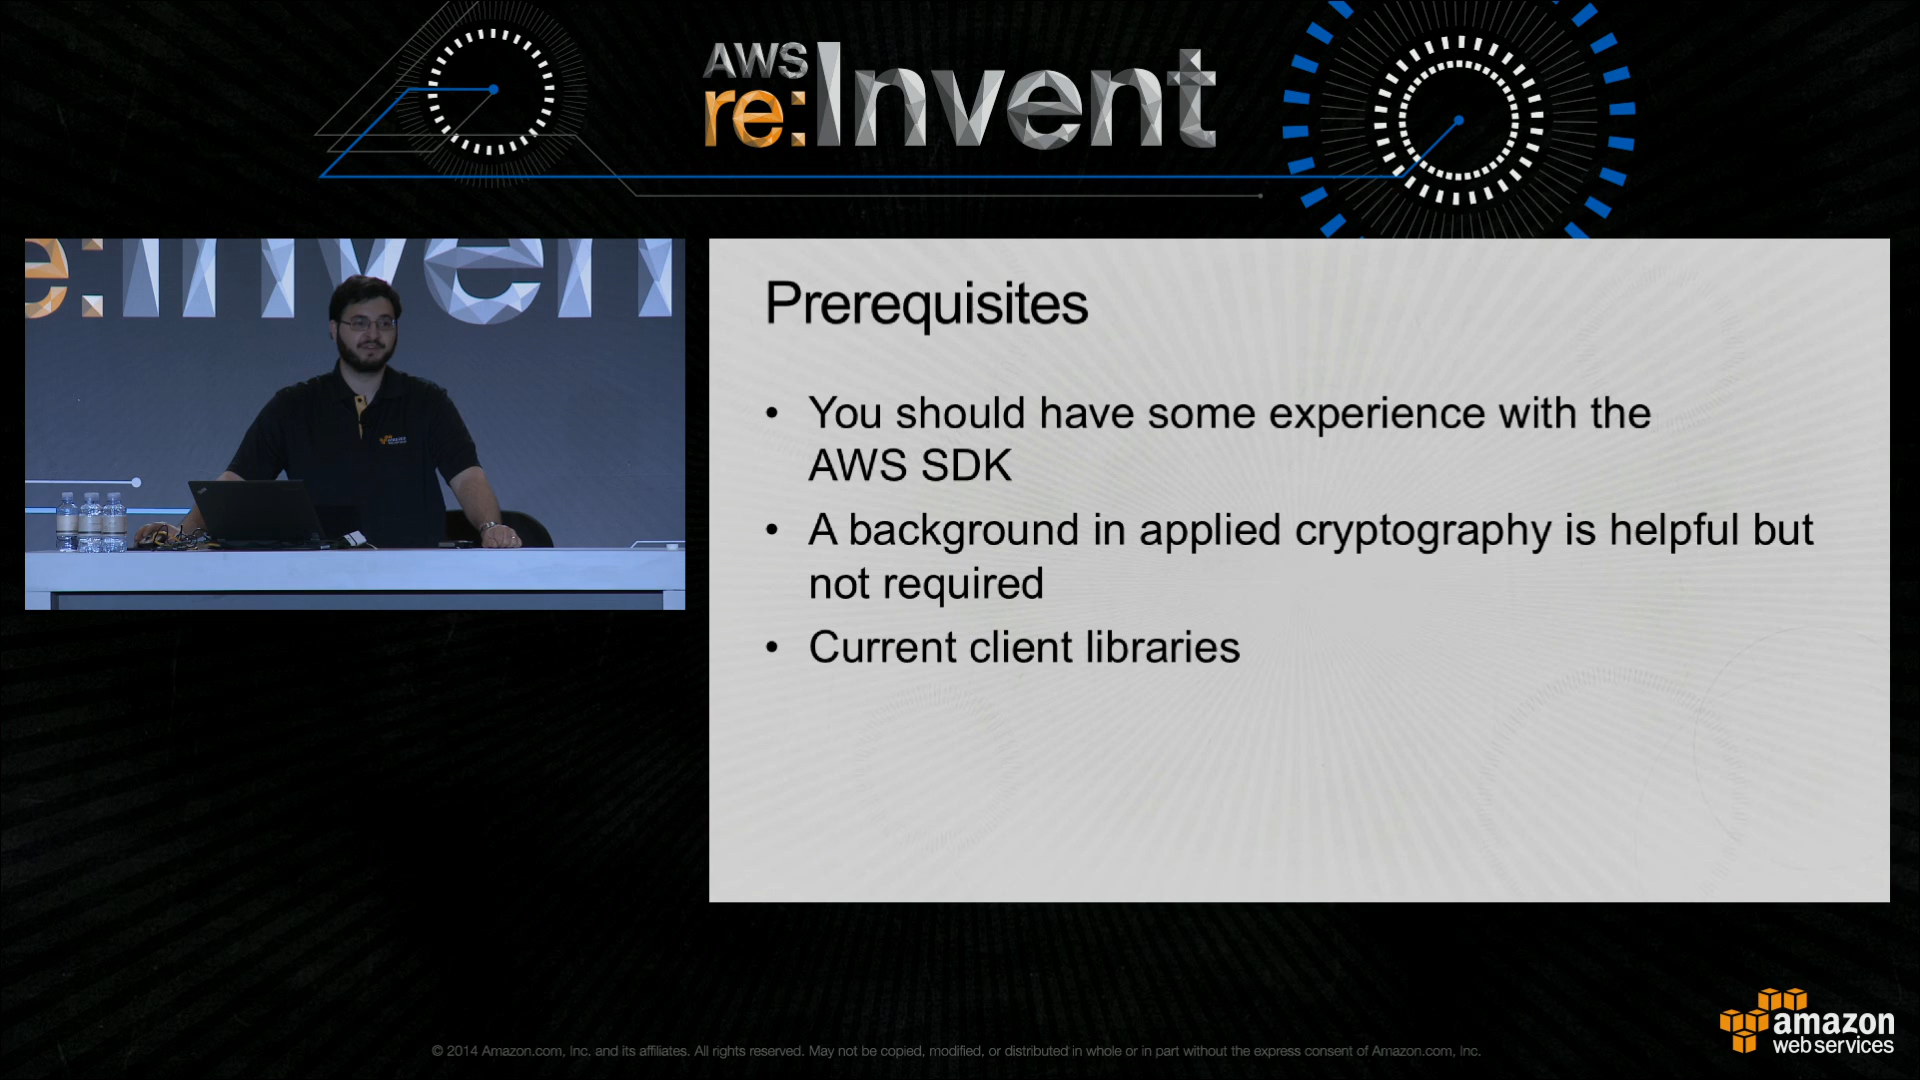 AWS
re:Invent
e:Inven
Prerequisites
• You should have some experience with the
AWS SDK
• A background in applied cryptography is helpful but
not required
• Current client libraries
amazon
web services
© 2014 Amazon.com, Inc. and its affiliates. All rights reserved. May not be copied, modified, or distributed in whole or in part without the express consent of Amazon.com, Inc.